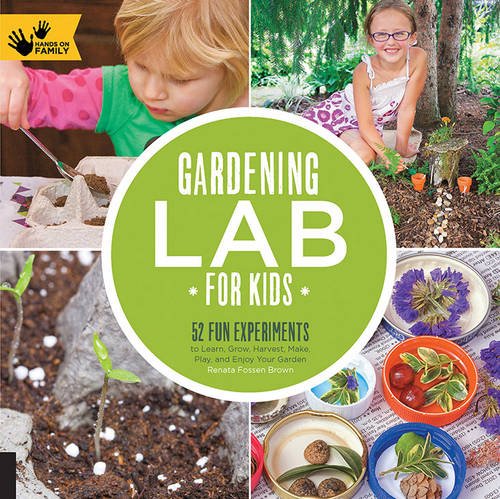 HANDS ON
FAMILY
GARDENING
LAB
* FOR KIDS *
52 FUN EXPERIMENTS
to Learn, Grow, Harvest, Make,
Play, and Enjoy Your Garden
Renata Fossen Brown